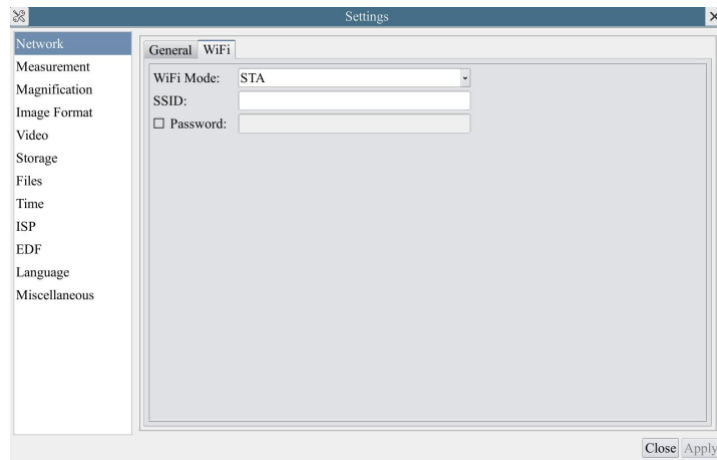 Settings
Network
Measurement
Magnification
Image Format
Video
Storage
Files
Time
ISP
EDF
Language
Miscellaneous
General WiFi
WiFi Mode: STA
SSID:
Password:
Close Apply